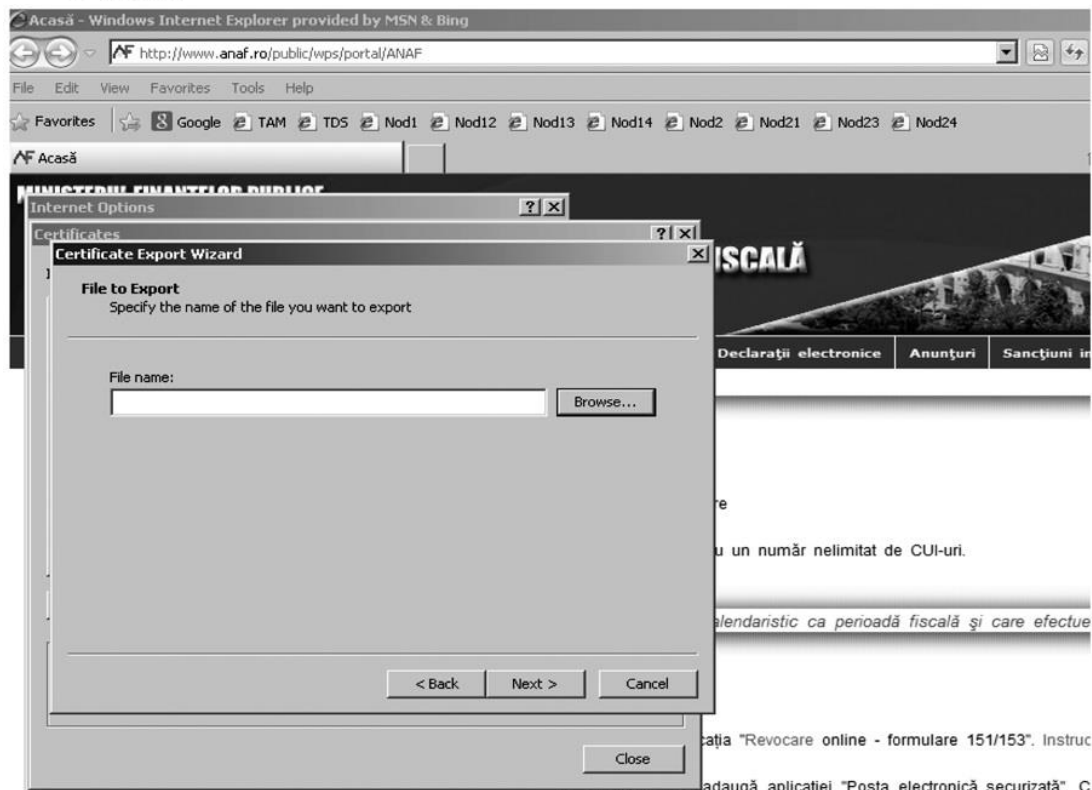 Acasă - Windows Internet Explorer provided by MSN & Bing
http://www.anaf.ro/public/wps/portal/ANAF
File Edit View Favorites Tools Help
Favorites Google TAM TDS Nod1 Nod12 Nod13 Nod14 Nod2 Nod21 Nod23 Nod24
Acasă
MINISTERUL FINANŢELOR PUBLICE
Internet Options
Certificates
Certificate Export Wizard
ISCALĂ
File to Export
Specify the name of the file you want to export
Declaraţii electronice Anunţuri Sancţiuni in
File name:
Browse...
re
u un număr nelimitat de CUI-uri.
alendaristic ca perioadă fiscală şi care efectue
< Back Next > Cancel
caţia "Revocare online - formulare 151/153". Instruc
Close
adaugă aplicaţiei "Posta electronică securizată". C